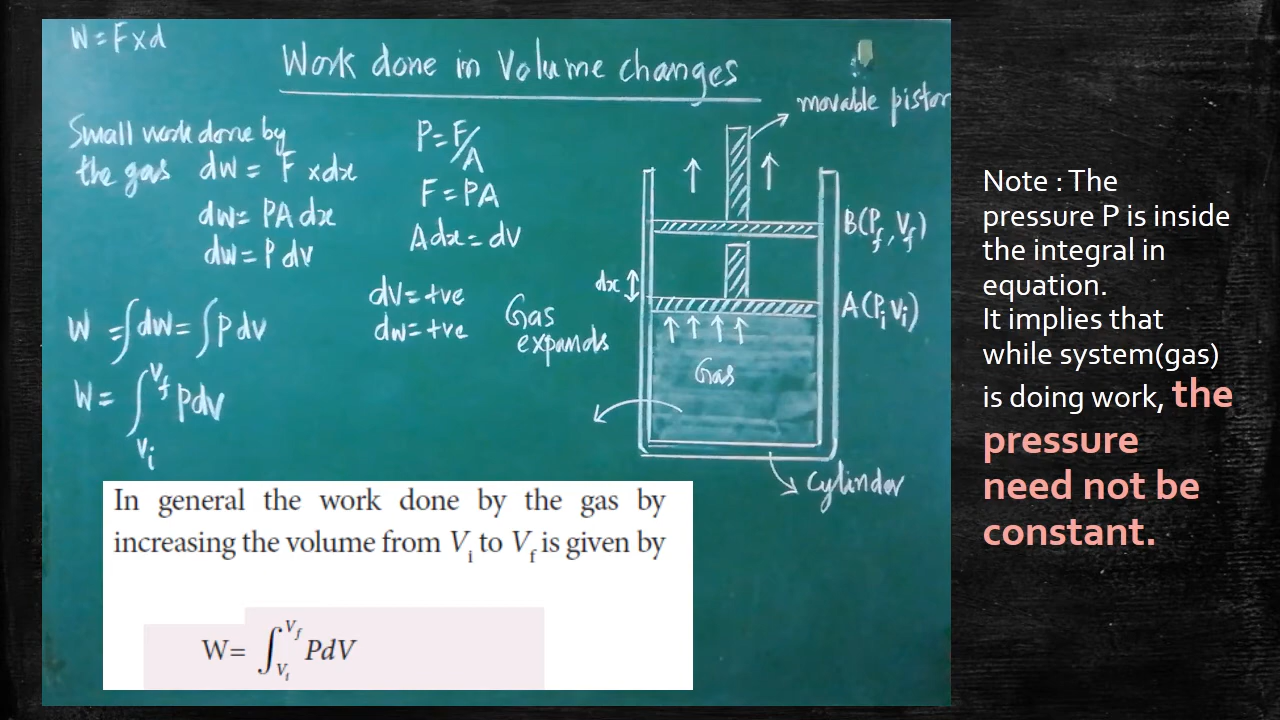 W = F x d
Work done in Volume changes
movable piston
Small work done by
the gas dw = F x dx
dw = PA dx
dw = P dv
P = F/A
F = PA
A dx = dV
dV = +ve
dw = +ve
Gas
expands
W = ∫dw = ∫P dv
W = ∫Vi Vf P dv
B(Pf, Vf)
dx
A(Pi Vi)
Gas
Cylinder
In general the work done by the gas by
increasing the volume from Vi to Vf is given by
W= ∫Vi Vf PdV
Note : The
pressure P is inside
the integral in
equation.
It implies that
while system(gas)
is doing work, the
pressure
need not be
constant.